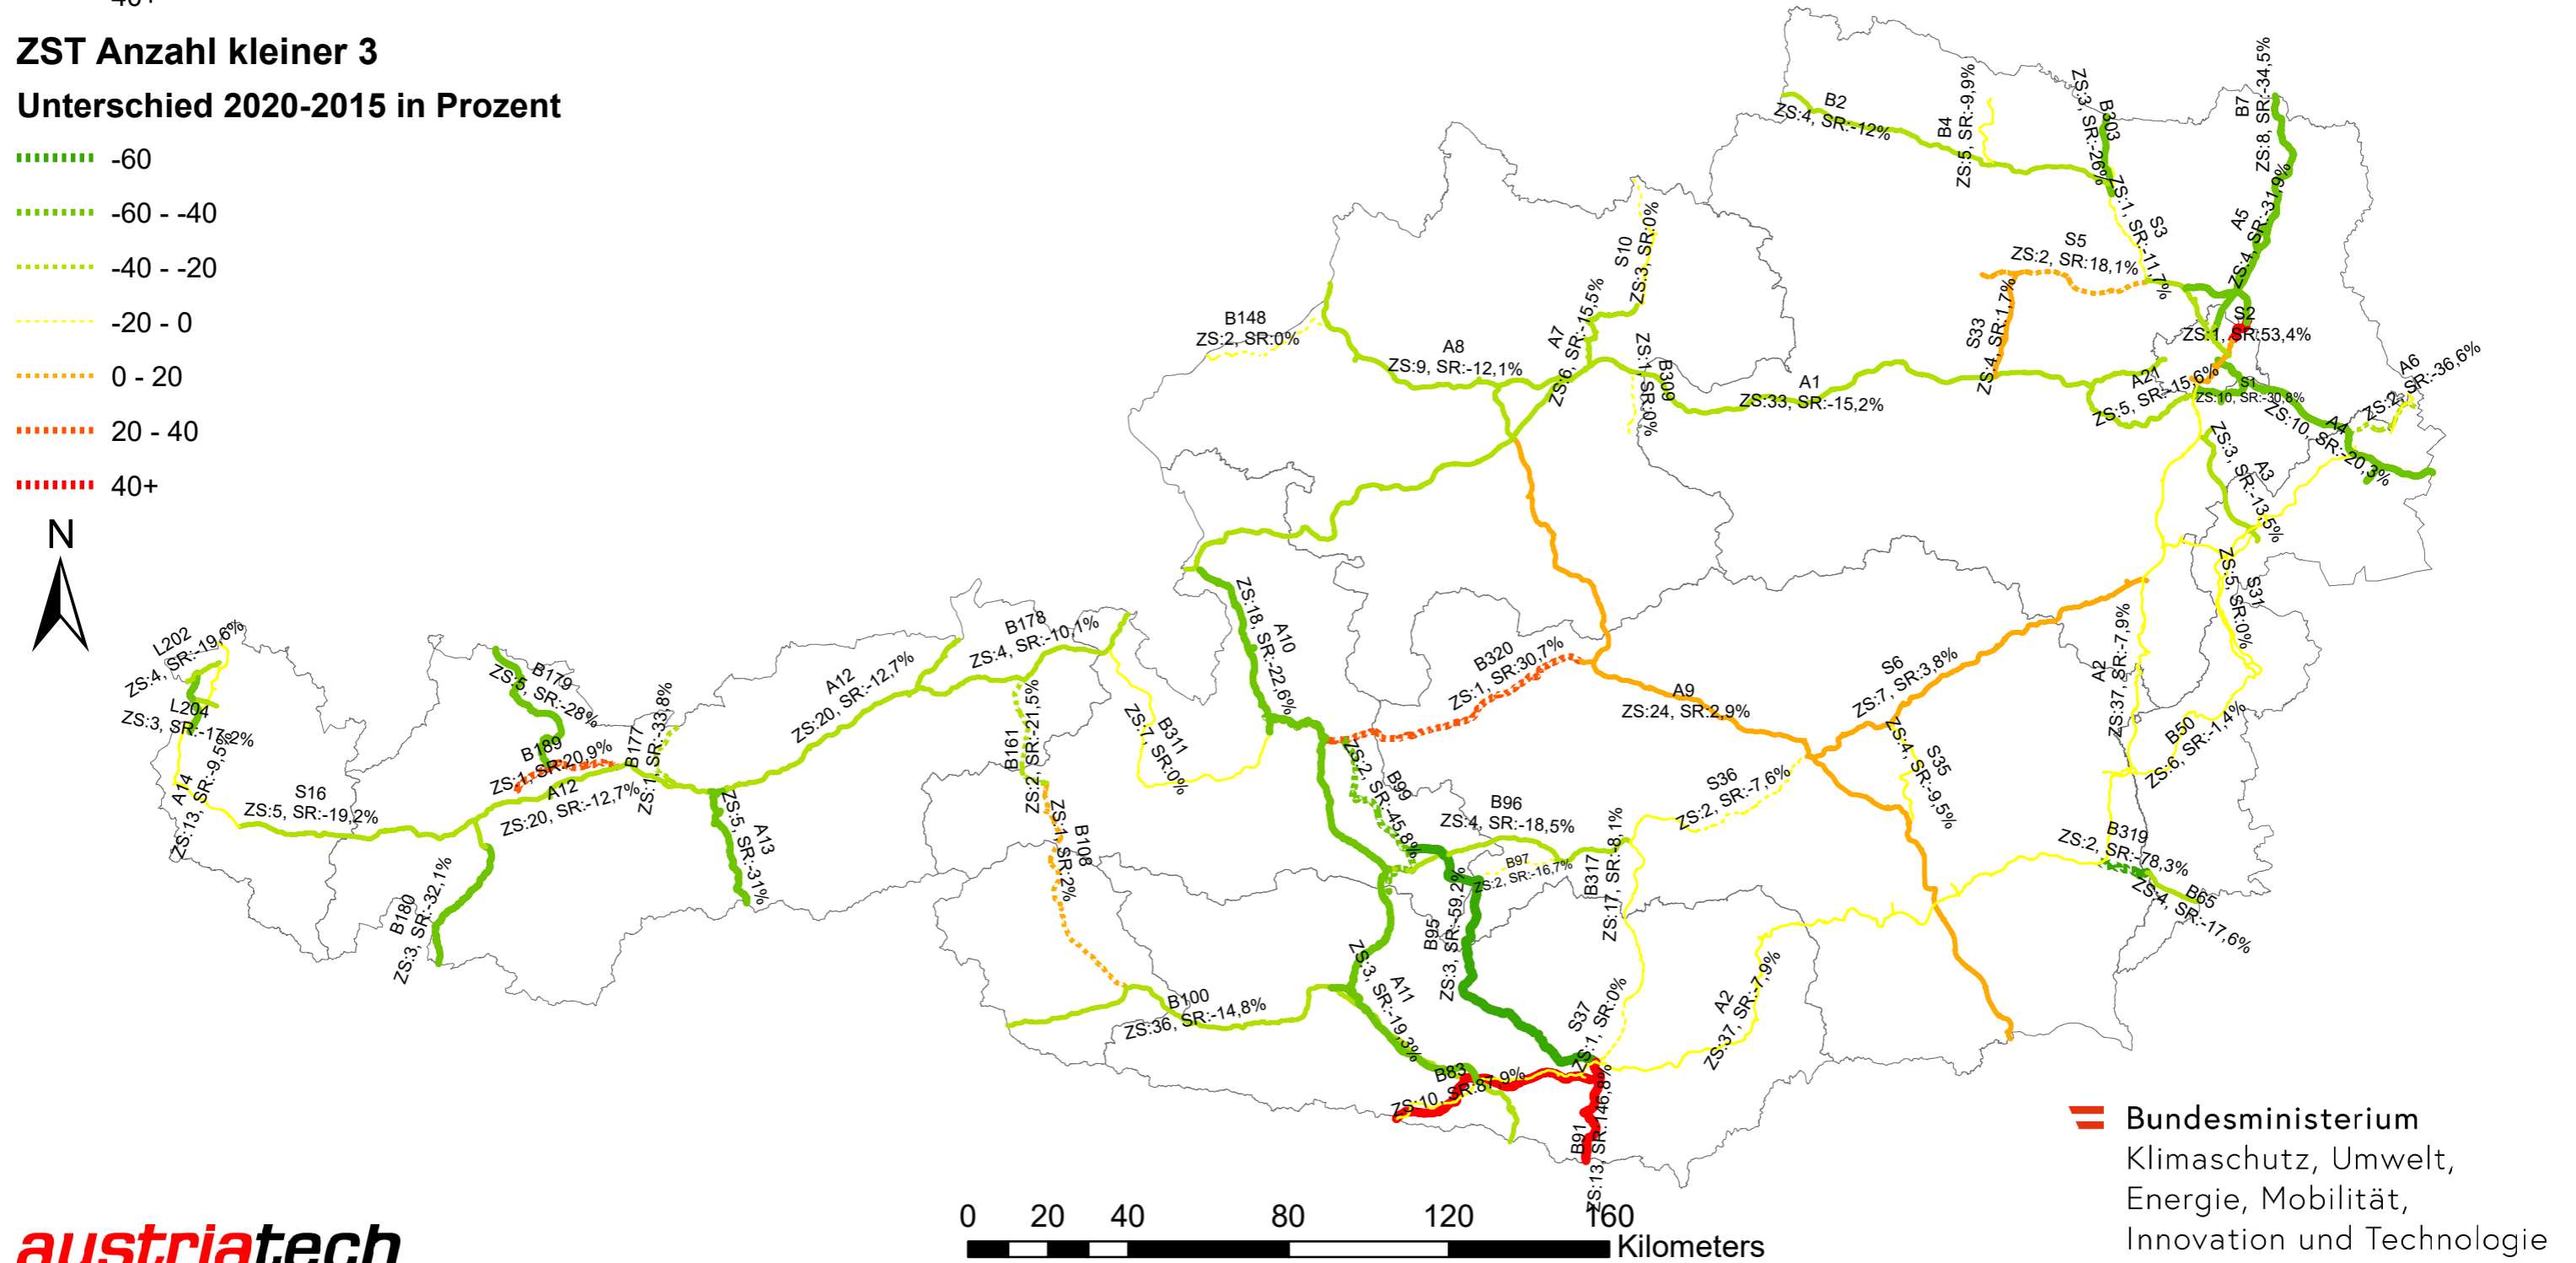 40+
ZST Anzahl kleiner 3
Unterschied 2020-2015 in Prozent
-60
-60 - -40
-40 - -20
-20 - 0
0 - 20
20 - 40
40+
N
B2
ZS:4, SR:-12%
B4
ZS:5, SR:-9,9%
B303
ZS:3, SR:-26%
B7
ZS:8, SR:-34,5%
A5
ZS:4, SR:-31,9%
S3
ZS:1, SR:-11,7%
S5
ZS:2, SR:18,1%
S33
ZS:4, SR:1,7%
S2
ZS:1, SR:53,4%
S10
ZS:3, SR:0%
A7
ZS:6, SR:-15,5%
B148
ZS:2, SR:0%
A8
ZS:9, SR:-12,1%
B309
ZS:1, SR:0%
A1
ZS:33, SR:-15,2%
A21
ZS:5, SR:-15,6%
S1
ZS:10, SR:-30,8%
A6
ZS:2, SR:-36,6%
A4
ZS:10, SR:-20,3%
A3
ZS:3, SR:-13,5%
S31
ZS:5, SR:0%
L202
ZS:4, SR:-19,6%
L204
ZS:3, SR:-17,2%
A14
ZS:13, SR:-9,5%
S16
ZS:5, SR:-19,2%
B179
ZS:5, SR:-28%
B189
ZS:1, SR:20,9%
A12
ZS:20, SR:-12,7%
B177
ZS:1, SR:-33,8%
B180
ZS:3, SR:-32,1%
A13
ZS:5, SR:-31%
A12
ZS:20, SR:-12,7%
B178
ZS:4, SR:-10,1%
B161
ZS:2, SR:-21,5%
B108
ZS:1, SR:2%
B311
ZS:7, SR:0%
A10
ZS:18, SR:-22,6%
B320
ZS:1, SR:30,7%
A9
ZS:24, SR:2,9%
S6
ZS:7, SR:3,8%
A2
ZS:37, SR:-7,9%
B50
ZS:6, SR:-1,4%
S35
ZS:4, SR:-9,5%
S36
ZS:2, SR:-7,6%
B99
ZS:2, SR:-45,8%
B96
ZS:4, SR:-18,5%
B97
ZS:2, SR:-16,7%
B317
ZS:17, SR:-8,1%
B95
ZS:3, SR:-59,2%
B319
ZS:2, SR:-78,3%
B65
ZS:4, SR:-17,6%
B100
ZS:36, SR:-14,8%
A11
ZS:3, SR:-19,3%
S37
ZS:1, SR:0%
A2
ZS:37, SR:-7,9%
B83
ZS:10, SR:87,9%
B91
ZS:13, SR:146,8%
0 20 40 80 120 160
Kilometers
austriatech
Bundesministerium
Klimaschutz, Umwelt,
Energie, Mobilität,
Innovation und Technologie